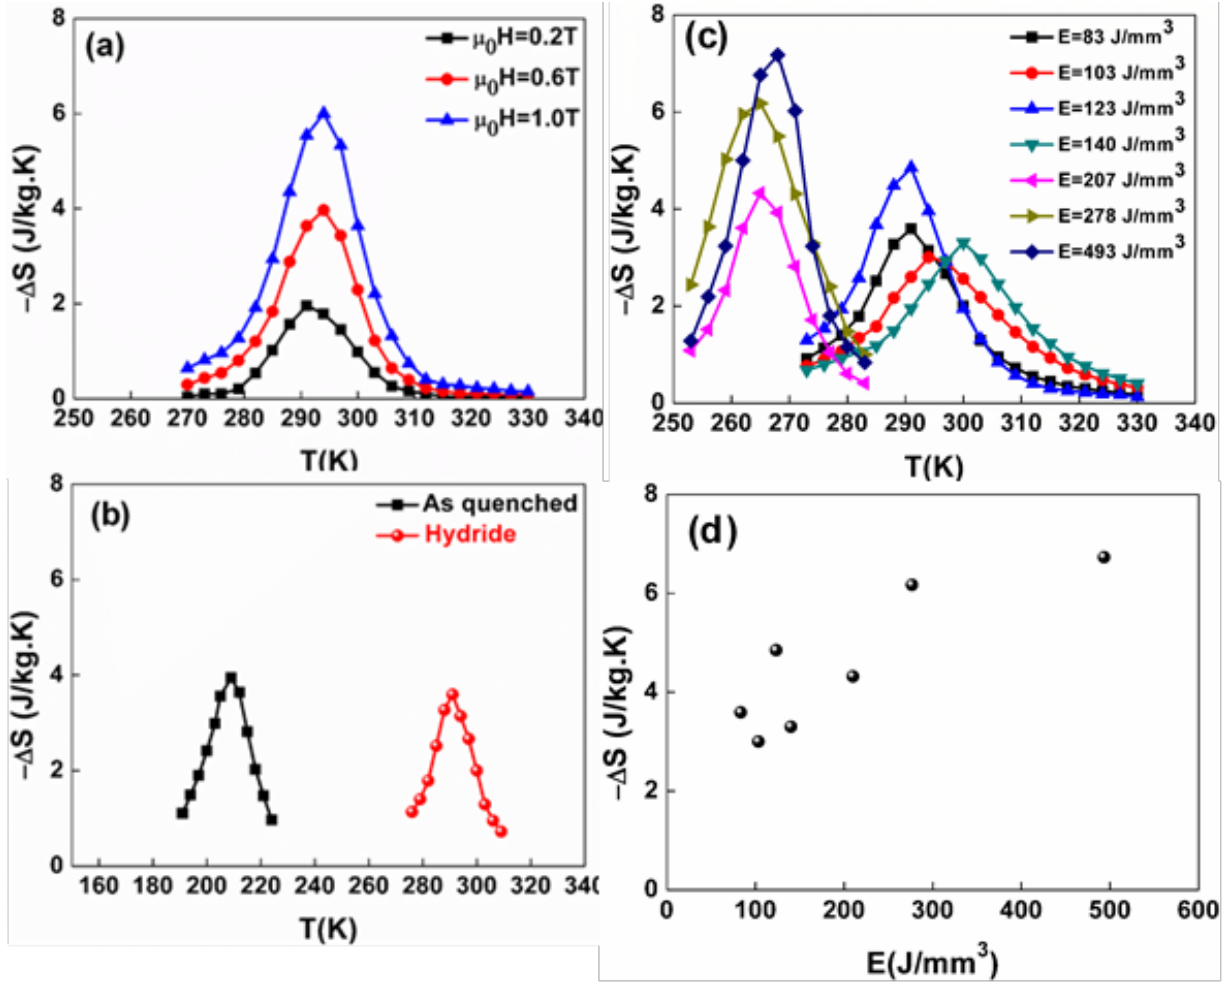 (a)
μ₀H=0.2T
μ₀H=0.6T
μ₀H=1.0T
8
6
4
2
0
−ΔS (J/kg.K)
250 260 270 280 290 300 310 320 330 340
T(K)
(c)
E=83 J/mm³
E=103 J/mm³
E=123 J/mm³
E=140 J/mm³
E=207 J/mm³
E=278 J/mm³
E=493 J/mm³
8
6
4
2
0
−ΔS (J/kg.K)
250 260 270 280 290 300 310 320 330 340
T(K)
(b)
As quenched
Hydride
8
6
4
2
0
−ΔS (J/kg.K)
160 180 200 220 240 260 280 300 320 340
T(K)
(d)
8
6
4
2
0
−ΔS (J/kg.K)
0 100 200 300 400 500 600
E(J/mm³)